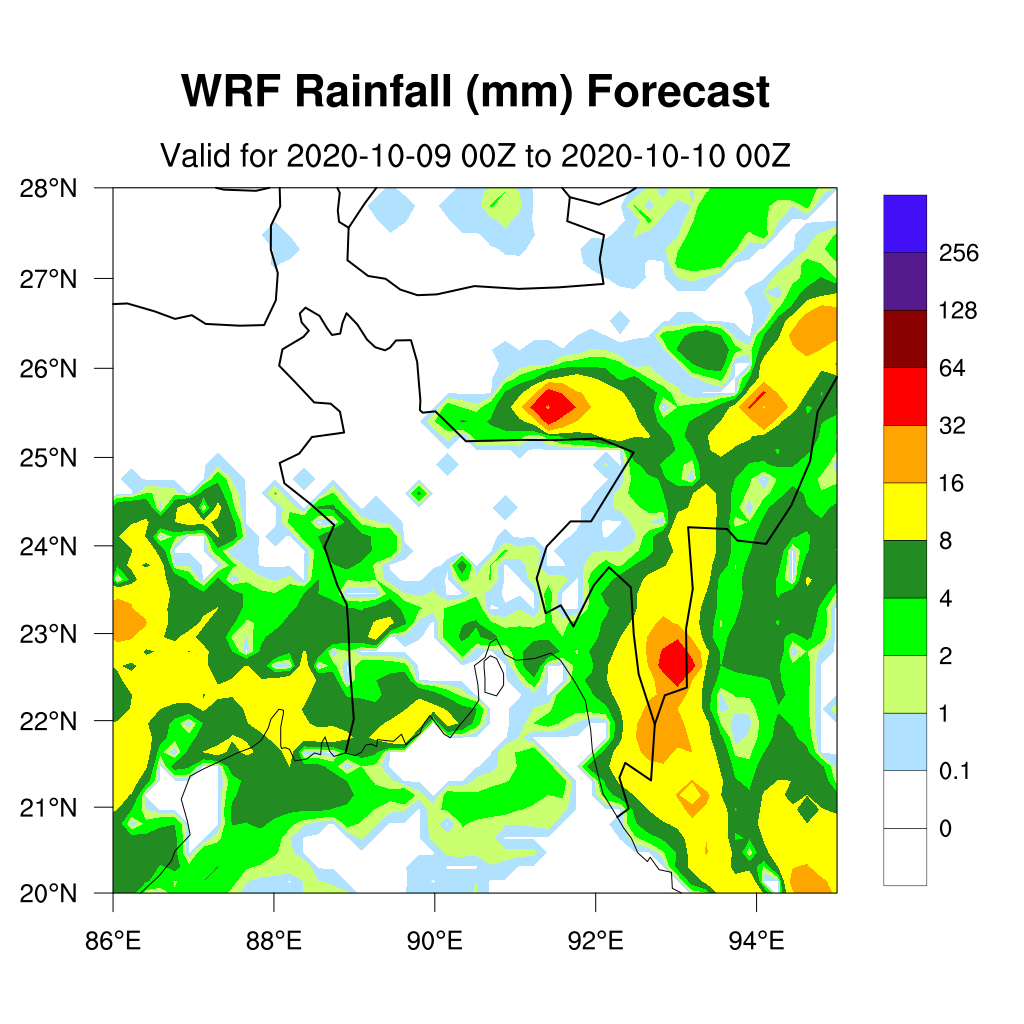 WRF Rainfall (mm) Forecast
Valid for 2020-10-09 00Z to 2020-10-10 00Z
28°N
27°N
26°N
25°N
24°N
23°N
22°N
21°N
20°N
86°E 88°E 90°E 92°E 94°E
256
128
64
32
16
8
4
2
1
0.1
0